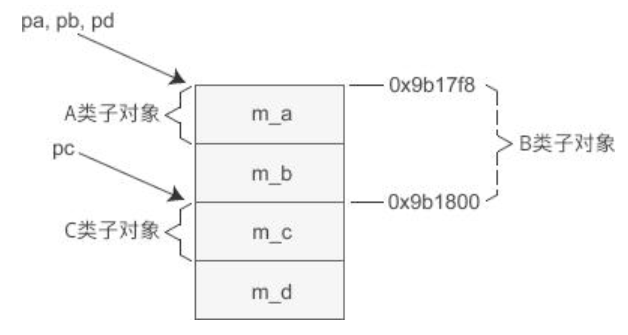 pa, pb, pd
0x9b17f8
A类子对象
m_a
B类子对象
pc
m_b
0x9b1800
C类子对象
m_c
m_d